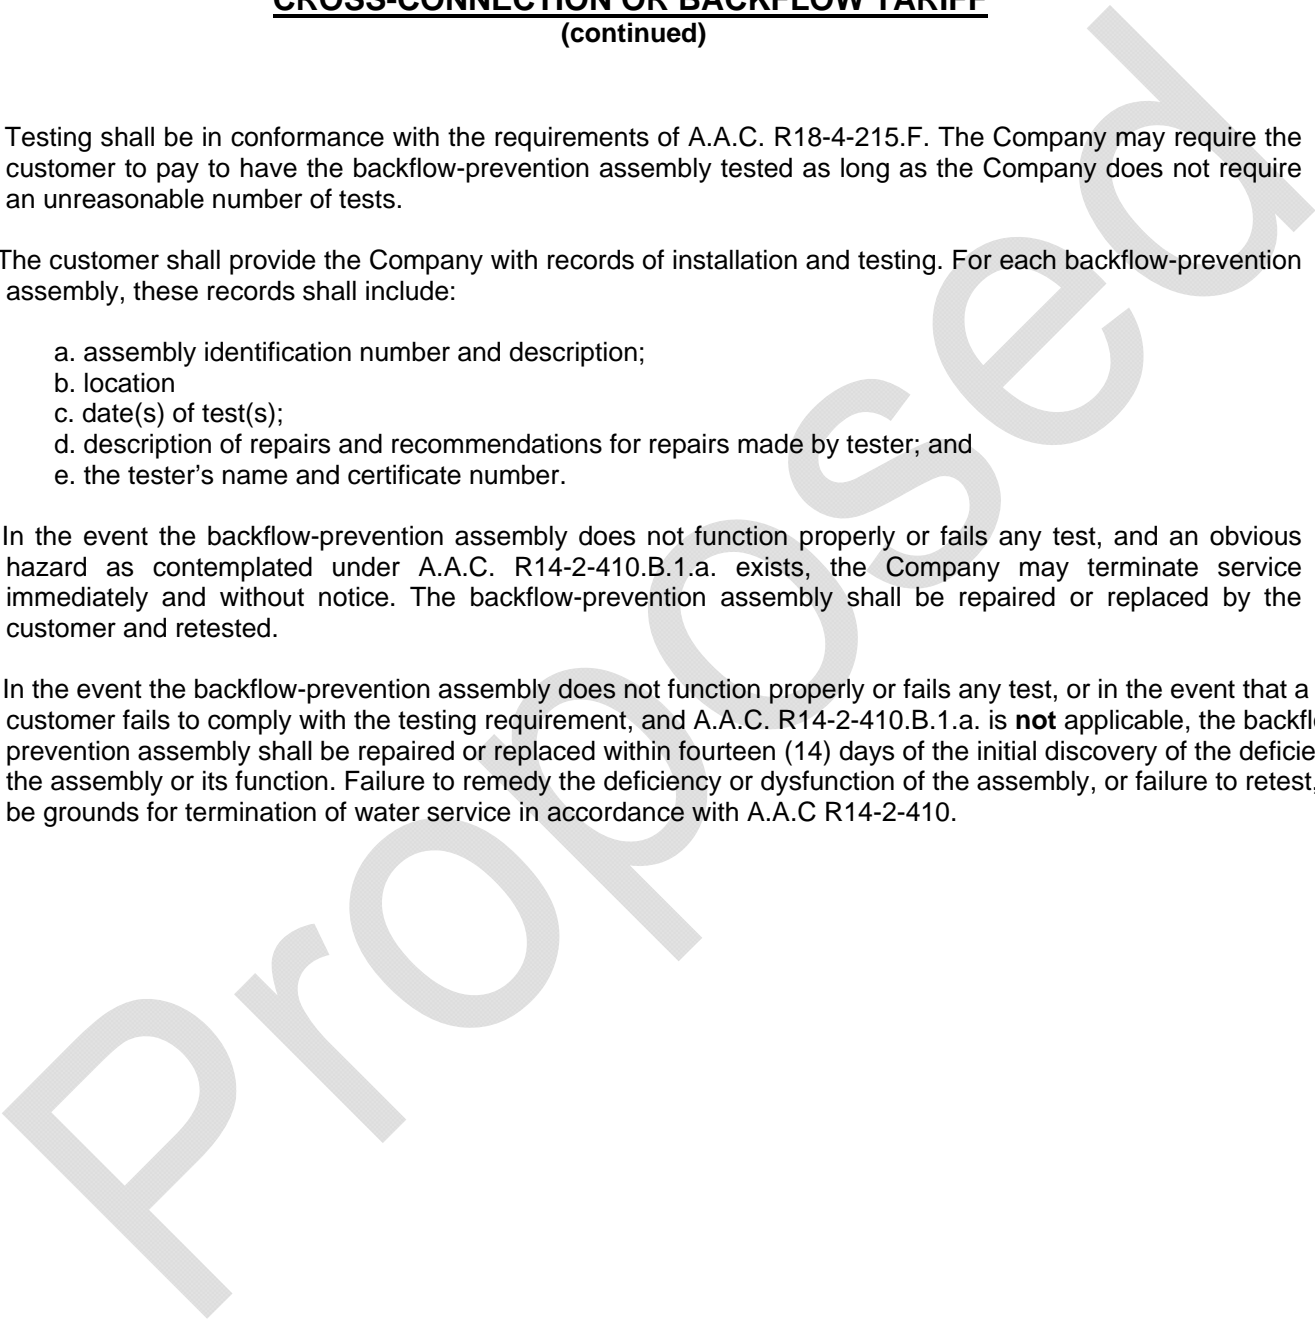 CROSS-CONNECTION OR BACKFLOW TARIFF
(continued)
Testing shall be in conformance with the requirements of A.A.C. R18-4-215.F. The Company may require the
customer to pay to have the backflow-prevention assembly tested as long as the Company does not require
an unreasonable number of tests.
The customer shall provide the Company with records of installation and testing. For each backflow-prevention
assembly, these records shall include:
a. assembly identification number and description;
b. location
c. date(s) of test(s);
d. description of repairs and recommendations for repairs made by tester; and
e. the tester’s name and certificate number.
In the event the backflow-prevention assembly does not function properly or fails any test, and an obvious
hazard as contemplated under A.A.C. R14-2-410.B.1.a. exists, the Company may terminate service
immediately and without notice. The backflow-prevention assembly shall be repaired or replaced by the
customer and retested.
In the event the backflow-prevention assembly does not function properly or fails any test, or in the event that a
customer fails to comply with the testing requirement, and A.A.C. R14-2-410.B.1.a. is not applicable, the
prevention assembly shall be repaired or replaced within fourteen (14) days of the initial discovery of the
the assembly or its function. Failure to remedy the deficiency or dysfunction of the assembly, or failure to retest,
be grounds for termination of water service in accordance with A.A.C R14-2-410.
Proposed